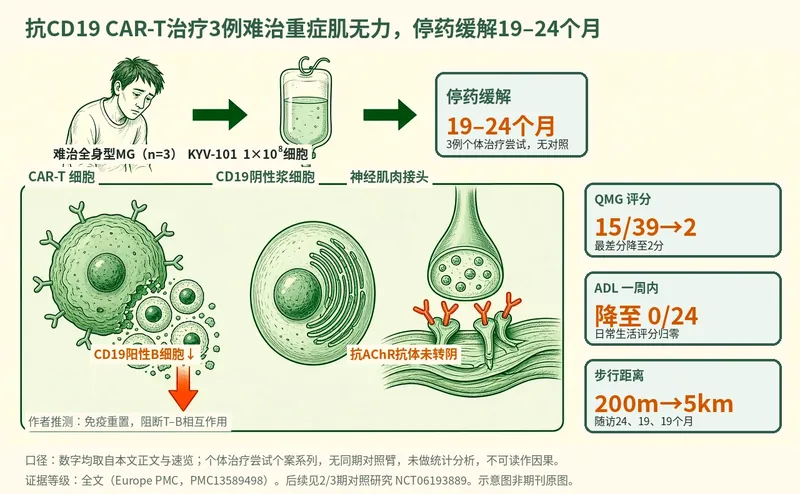 抗CD19 CAR-T治疗3例难治重症肌无力，停药缓解19–24个月
难治全身型MG（n=3）
KYV-101 1×10⁸细胞
停药缓解
19–24个月
3例个体治疗尝试，无对照
CAR-T 细胞
CD19阴性浆细胞
神经肌肉接头
CD19阳性B细胞↓
抗AChR抗体未转阴
作者推测：免疫重置，阻断T–B相互作用
QMG 评分
15/39→2
最差分降至2分
ADL 一周内
降至 0/24
日常生活评分归零
步行距离
200m→5km
随访24、19、19个月
口径：数字均取自本文正文与速览；个体治疗尝试个案系列，无同期对照臂，未做统计分析，不可读作因果。
证据等级：全文（Europe PMC，PMC13589498）。后续见2/3期对照研究 NCT06193889。示意图非期刊原图。